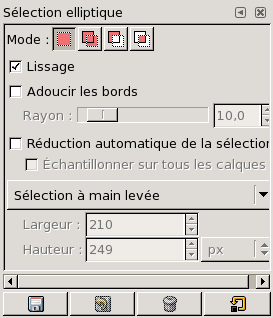 Sélection elliptique
Mode :
Lissage
Adoucir les bords
Rayon :
10,0
Réduction automatique de la sélection
Échantillonner sur tous les calques
Sélection à main levée
Largeur :
210
Hauteur :
249
px